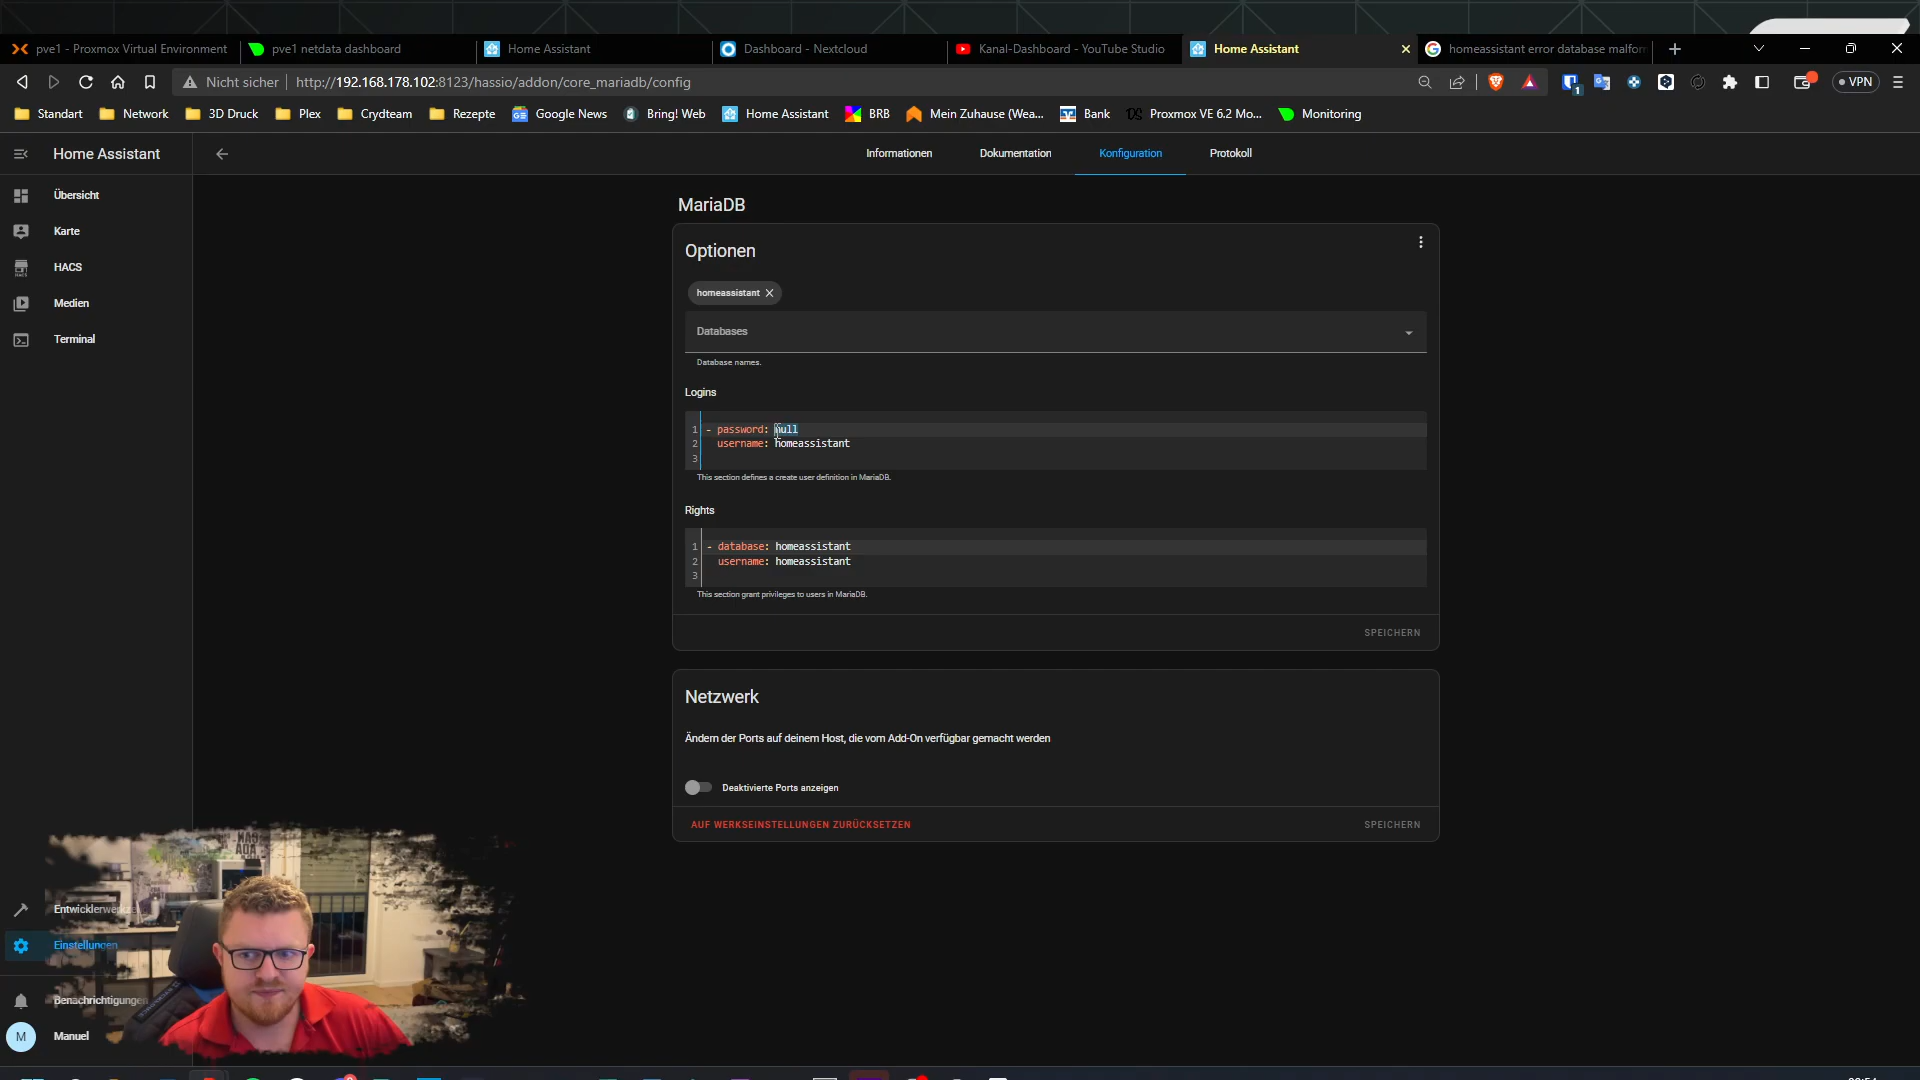 pve1 - Proxmox Virtual Environment
pve1 netdata dashboard
Home Assistant
Dashboard - Nextcloud
Kanal-Dashboard - YouTube Studio
Home Assistant
homeassistant error database malfor
Nicht sicher
http://192.168.178.102:8123/hassio/addon/core_mariadb/config
1
VPN
Standart
Network
3D Druck
Plex
Crydteam
Rezepte
Google News
Bring! Web
Home Assistant
BRB
Mein Zuhause (Wea...
Bank
Proxmox VE 6.2 Mo...
Monitoring
Home Assistant
Informationen
Dokumentation
Konfiguration
Protokoll
Übersicht
Karte
HACS
Medien
Terminal
MariaDB
Optionen
homeassistant
Databases
Database names.
Logins
1 - password: null
2 username: homeassistant
3
This section defines a create user definition in MariaDB.
Rights
1 - database: homeassistant
2 username: homeassistant
3
This section grant privileges to users in MariaDB.
SPEICHERN
Netzwerk
Ändern der Ports auf deinem Host, die vom Add-On verfügbar gemacht werden
Deaktivierte Ports anzeigen
AUF WERKSEINSTELLUNGEN ZURÜCKSETZEN
SPEICHERN
Einstellungen
Benachrichtigungen
M
Manuel